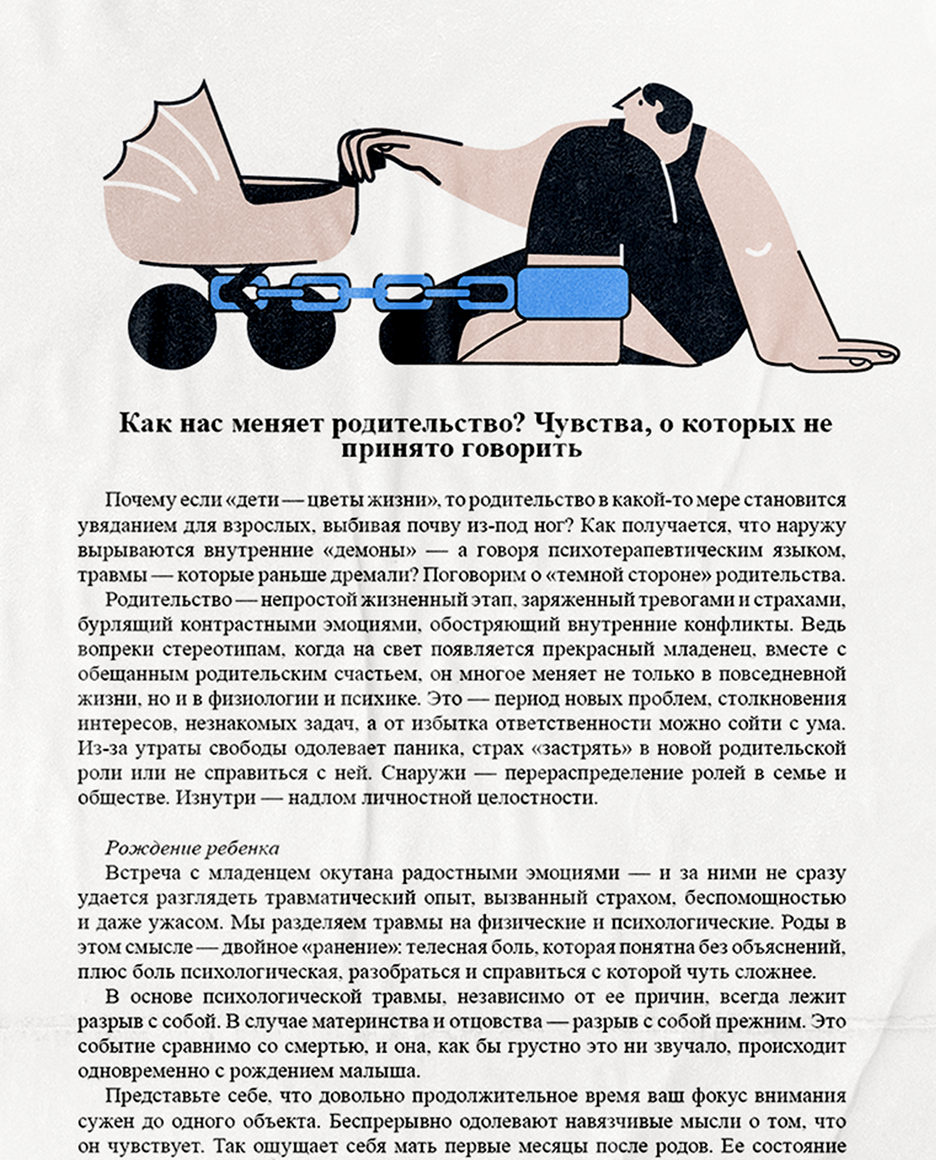 Как нас меняет родительство? Чувства, о которых не
принято говорить
Почему если «дети — цветы жизни», то родительство в какой-то мере становится
увяданием для взрослых, выбивая почву из-под ног? Как получается, что наружу
вырываются внутренние «демоны» — а говоря психотерапевтическим языком,
травмы — которые раньше дремали? Поговорим о «темной стороне» родительства.
Родительство — непростой жизненный этап, заряженный тревогами и страхами,
бурлящий контрастными эмоциями, обостряющий внутренние конфликты. Ведь
вопреки стереотипам, когда на свет появляется прекрасный младенец, вместе с
обещанным родительским счастьем, он многое меняет не только в повседневной
жизни, но и в физиологии и психике. Это — период новых проблем, столкновения
интересов, незнакомых задач, а от избытка ответственности можно сойти с ума.
Из-за утраты свободы одолевает паника, страх «застрять» в новой родительской
роли или не справиться с ней. Снаружи — перераспределение ролей в семье и
обществе. Изнутри — надлом личностной целостности.
Рождение ребенка
Встреча с младенцем окутана радостными эмоциями — и за ними не сразу
удается разглядеть травматический опыт, вызванный страхом, беспомощностью
и даже ужасом. Мы разделяем травмы на физические и психологические. Роды в
этом смысле — двойное «ранение»: телесная боль, которая понятна без объяснений,
плюс боль психологическая, разобраться и справиться с которой чуть сложнее.
В основе психологической травмы, независимо от ее причин, всегда лежит
разрыв с собой. В случае материнства и отцовства — разрыв с собой прежним. Это
событие сравнимо со смертью, и она, как бы грустно это ни звучало, происходит
одновременно с рождением малыша.
Представьте себе, что довольно продолжительное время ваш фокус внимания
сужен до одного объекта. Беспрерывно одолевают навязчивые мысли о том, что
он чувствует. Так ощущает себя мать первые месяцы после родов. Ее состояние